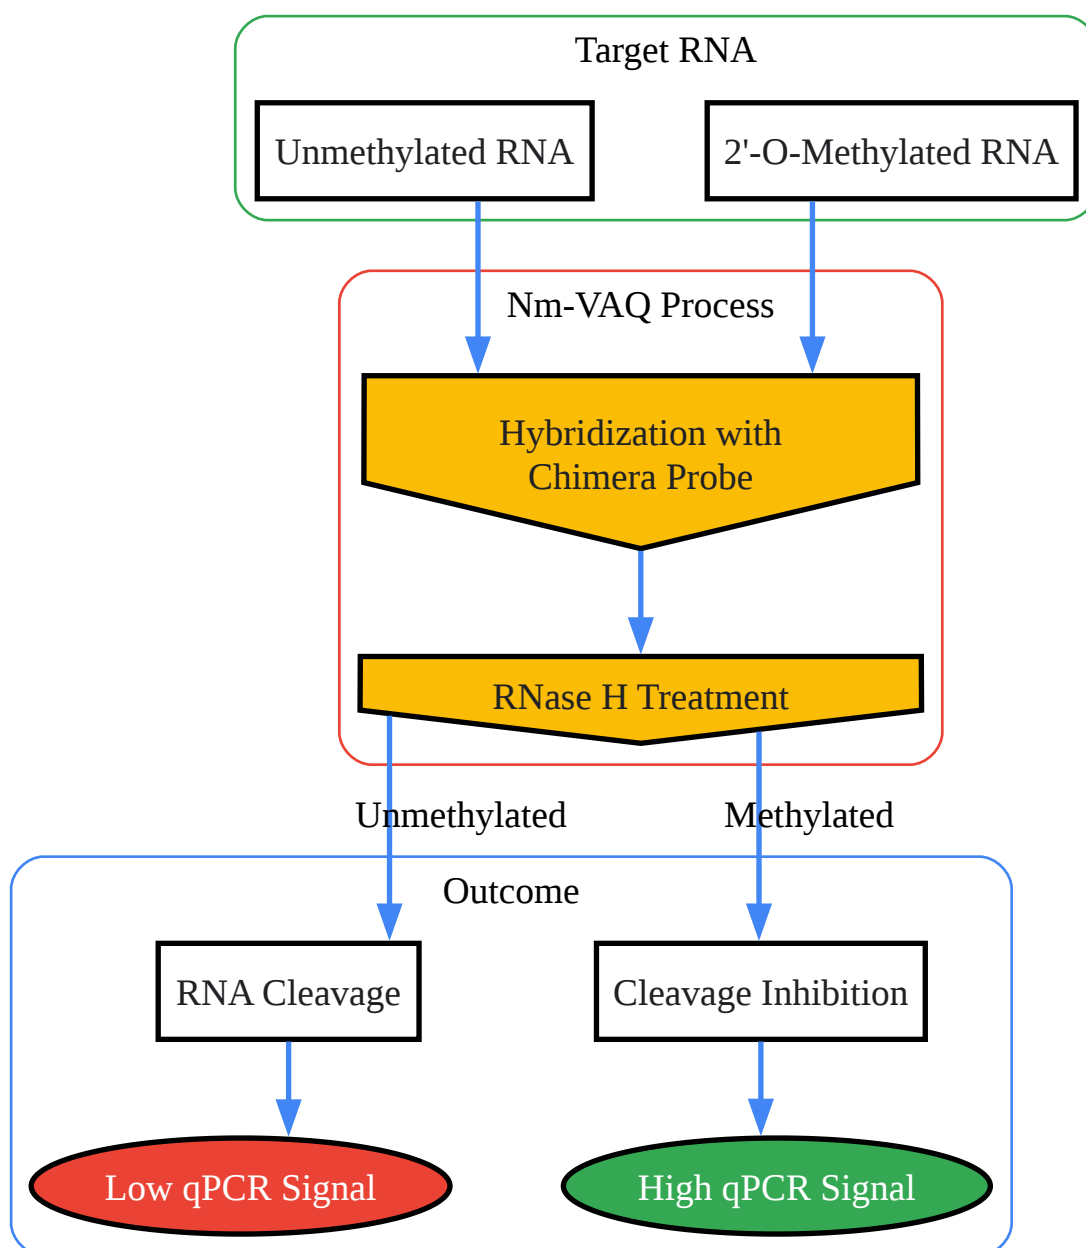 Target RNA
Unmethylated RNA
2'-O-Methylated RNA
Nm-VAQ Process
Hybridization with
Chimera Probe
RNase H Treatment
Unmethylated
Methylated
Outcome
RNA Cleavage
Cleavage Inhibition
Low qPCR Signal
High qPCR Signal